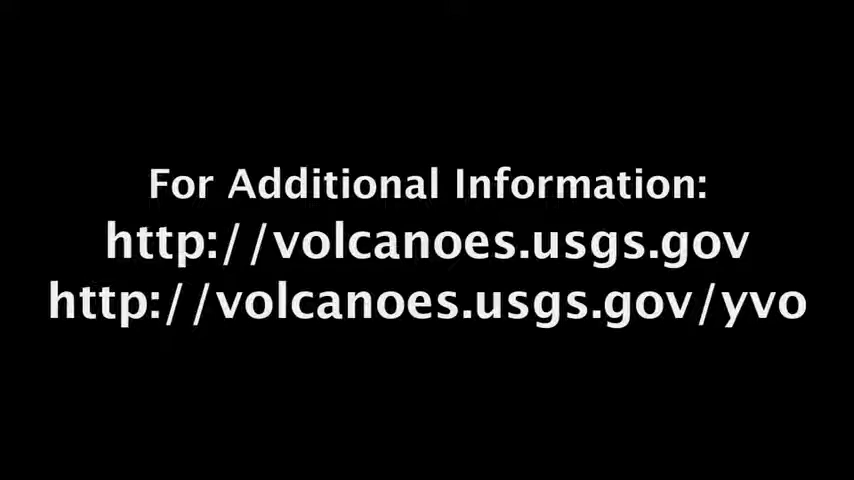 For Additional Information:
http://volcanoes.usgs.gov
http://volcanoes.usgs.gov/yvo